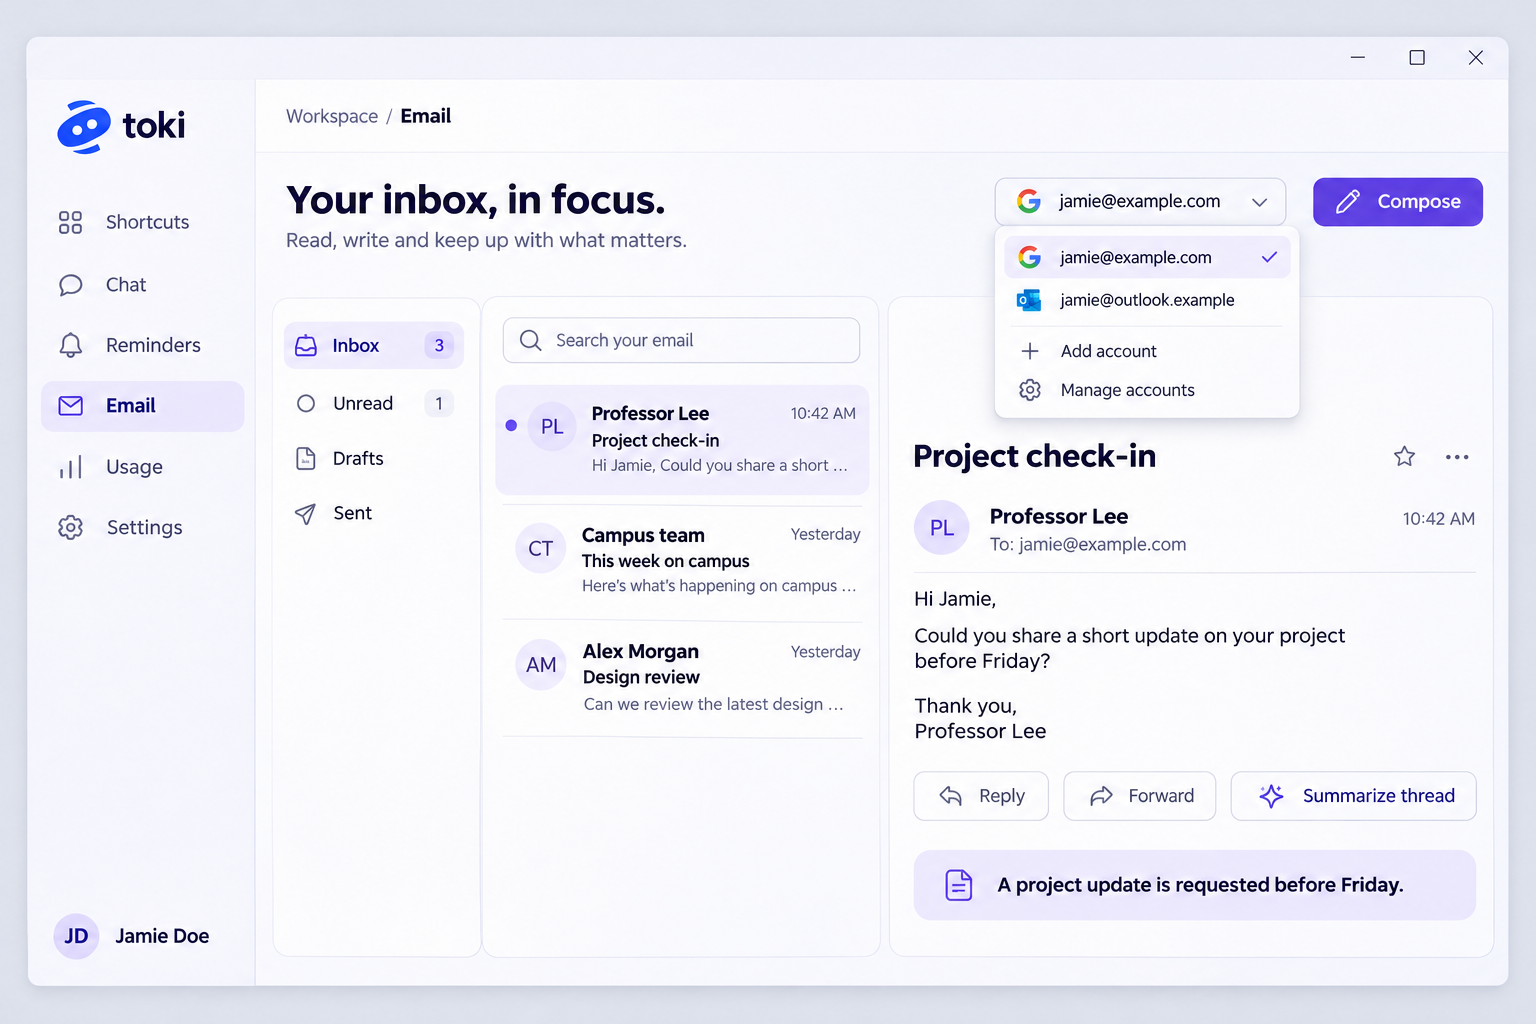 toki
Shortcuts
Chat
Reminders
Email
Usage
Settings
JD
Jamie Doe
Workspace / Email
Your inbox, in focus.
Read, write and keep up with what matters.
jamie@example.com
Compose
jamie@example.com
jamie@outlook.example
Add account
Manage accounts
Inbox 3
Unread 1
Drafts
Sent
Search your email
PL
Professor Lee 10:42 AM
Project check-in
Hi Jamie, Could you share a short ...
CT
Campus team Yesterday
This week on campus
Here's what's happening on campus ...
AM
Alex Morgan Yesterday
Design review
Can we review the latest design ...
Project check-in
PL
Professor Lee 10:42 AM
To: jamie@example.com
Hi Jamie,
Could you share a short update on your project
before Friday?
Thank you,
Professor Lee
Reply
Forward
Summarize thread
A project update is requested before Friday.